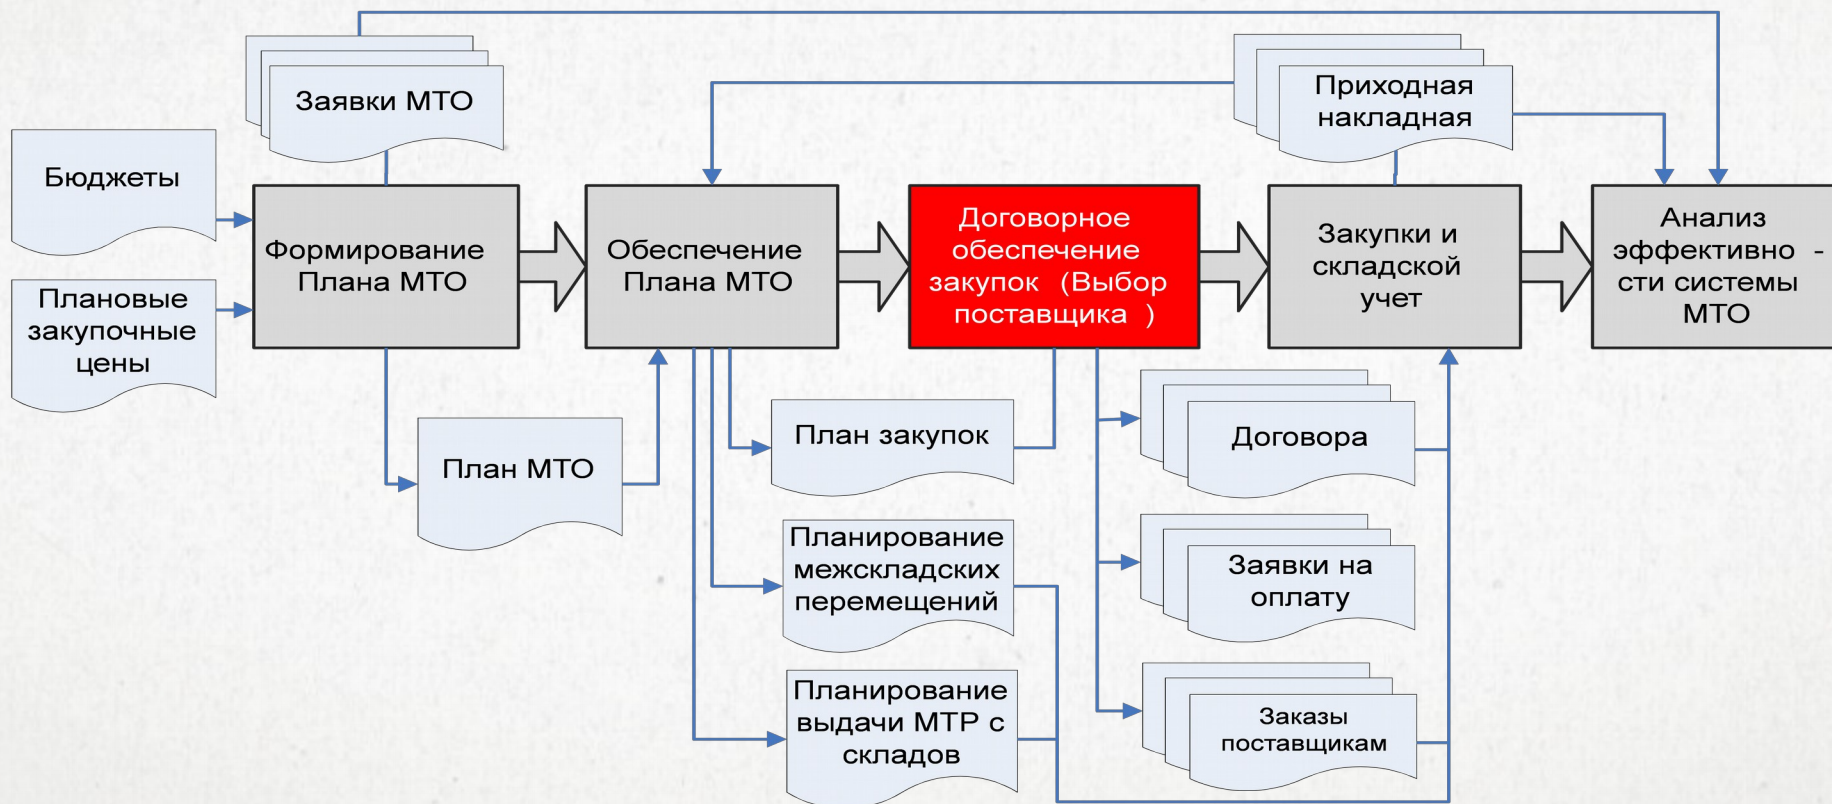 Заявки МТО
Приходная
накладная
Бюджеты
Плановые
закупочные
цены
Формирование
Плана МТО
Обеспечение
Плана МТО
Договорное
обеспечение
закупок (Выбор
поставщика )
Закупки и
складской
учет
Анализ
эффективно -
сти системы
МТО
План МТО
План закупок
Планирование
межскладских
перемещений
Планирование
выдачи МТР с
складов
Договора
Заявки на
оплату
Заказы
поставщикам